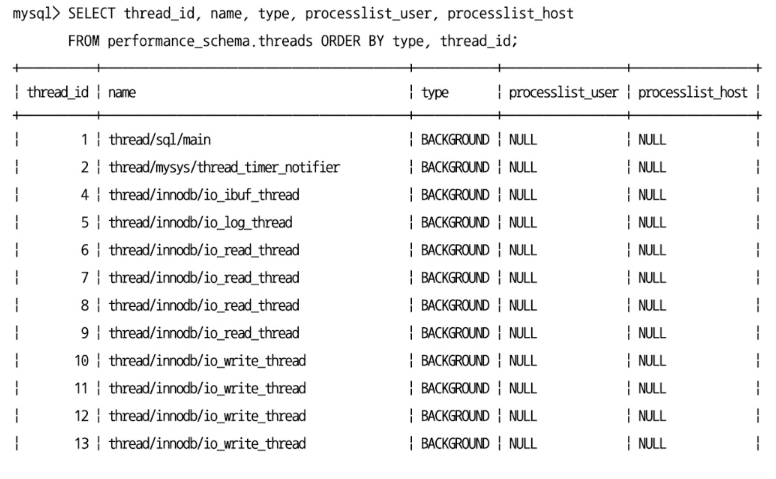 mysql> SELECT thread_id, name, type, processlist_user, processlist_host
FROM performance_schema.threads ORDER BY type, thread_id;
| thread_id | name | type | processlist_user | processlist_host |
| 1 | thread/sql/main | BACKGROUND | NULL | NULL |
| 2 | thread/mysys/thread_timer_notifier | BACKGROUND | NULL | NULL |
| 4 | thread/innodb/io_ibuf_thread | BACKGROUND | NULL | NULL |
| 5 | thread/innodb/io_log_thread | BACKGROUND | NULL | NULL |
| 6 | thread/innodb/io_read_thread | BACKGROUND | NULL | NULL |
| 7 | thread/innodb/io_read_thread | BACKGROUND | NULL | NULL |
| 8 | thread/innodb/io_read_thread | BACKGROUND | NULL | NULL |
| 9 | thread/innodb/io_read_thread | BACKGROUND | NULL | NULL |
| 10 | thread/innodb/io_write_thread | BACKGROUND | NULL | NULL |
| 11 | thread/innodb/io_write_thread | BACKGROUND | NULL | NULL |
| 12 | thread/innodb/io_write_thread | BACKGROUND | NULL | NULL |
| 13 | thread/innodb/io_write_thread | BACKGROUND | NULL | NULL |